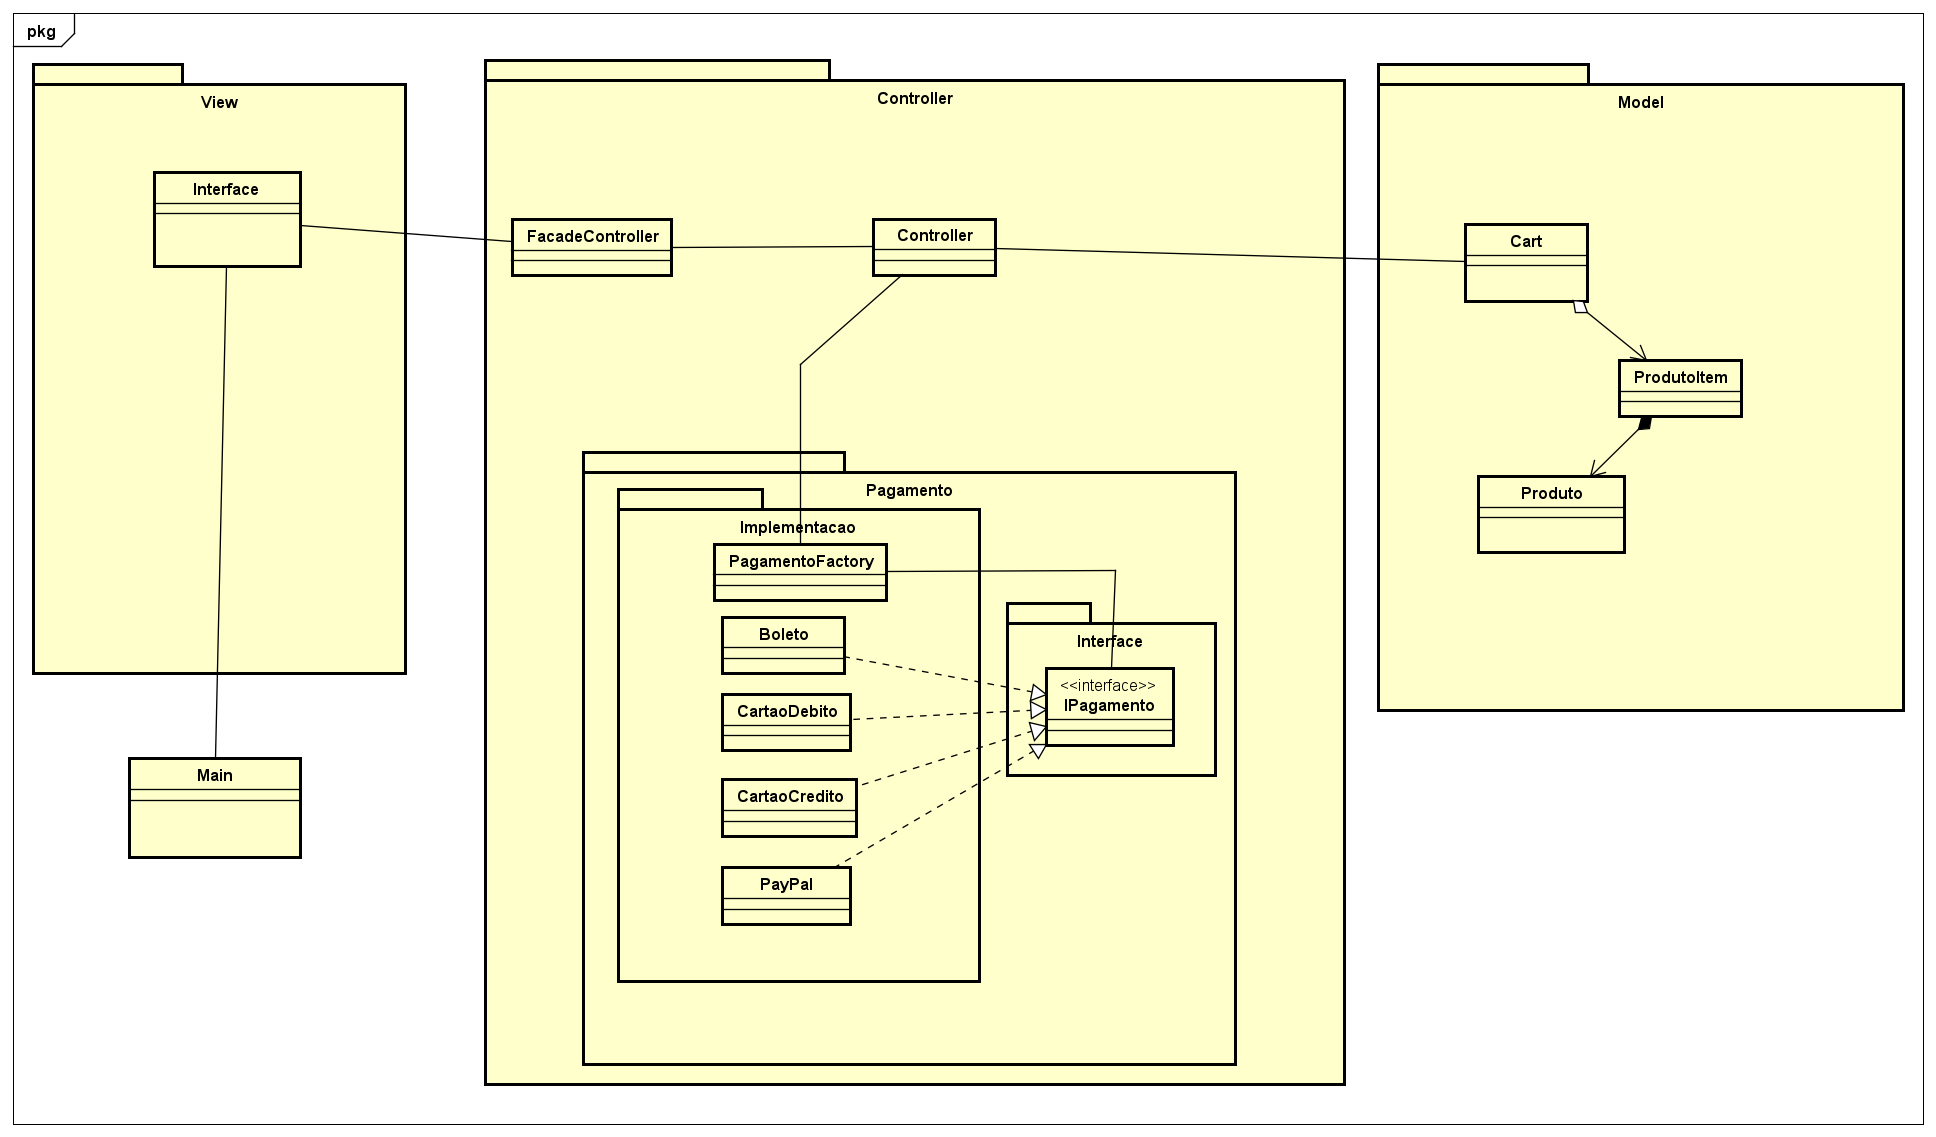 pkg
View
Controller
Model
Interface
FacadeController
Controller
Cart
ProdutoItem
Produto
Pagamento
Implementacao
PagamentoFactory
Boleto
CartaoDebito
CartaoCredito
PayPal
Interface
<<interface>>
IPagamento
Main